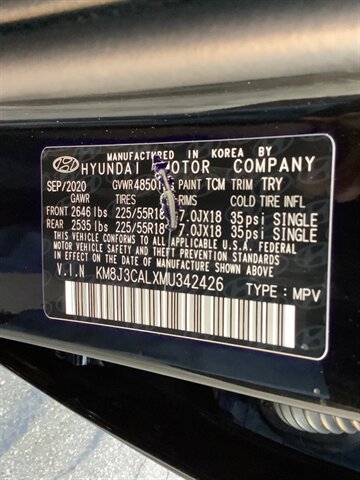 MANUFACTURED IN KOREA BY
HYUNDAI MOTOR COMPANY
SEP/2020 GVWR 4850 PAINT TCM TRIM TRY
GAWR TIRES RIMS COLD TIRE INFL
FRONT 2646 lbs 225/55R18 7.0JX18 35psi SINGLE
REAR 2535 lbs 225/55R18 7.0JX18 35psi SINGLE
THIS VEHICLE CONFORMS TO ALL APPLICABLE U.S.A. FEDERAL
MOTOR VEHICLE SAFETY BUMPER, AND THEFT PREVENTION STANDARDS
IN EFFECT ON THE DATE OF MANUFACTURE SHOWN ABOVE.
V.I.N KM8J3CALXMU342426 TYPE : MPV